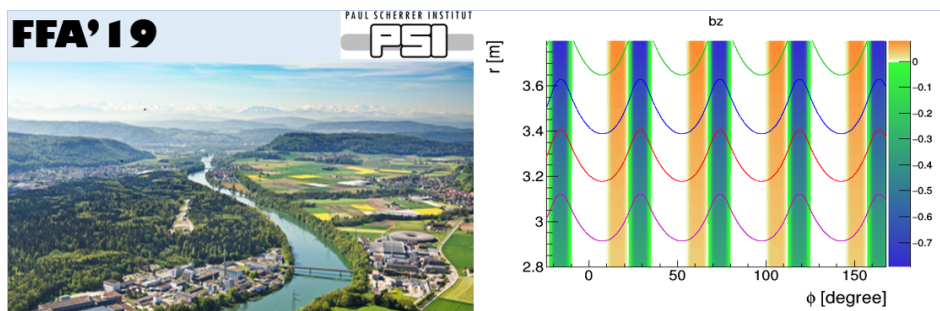 FFA'19
PAUL SCHERRER INSTITUT
PSI
bz
r [m]
3.6
3.4
3.2
3
2.8
0
50
100
150
ϕ [degree]
0
−0.1
−0.2
−0.3
−0.4
−0.5
−0.6
−0.7